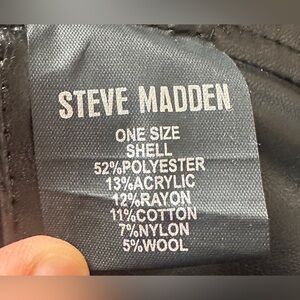 STEVE MADDEN
ONE SIZE
SHELL
52%POLYESTER
13%ACRYLIC
12%RAYON
11%COTTON
7%NYLON
5%WOOL